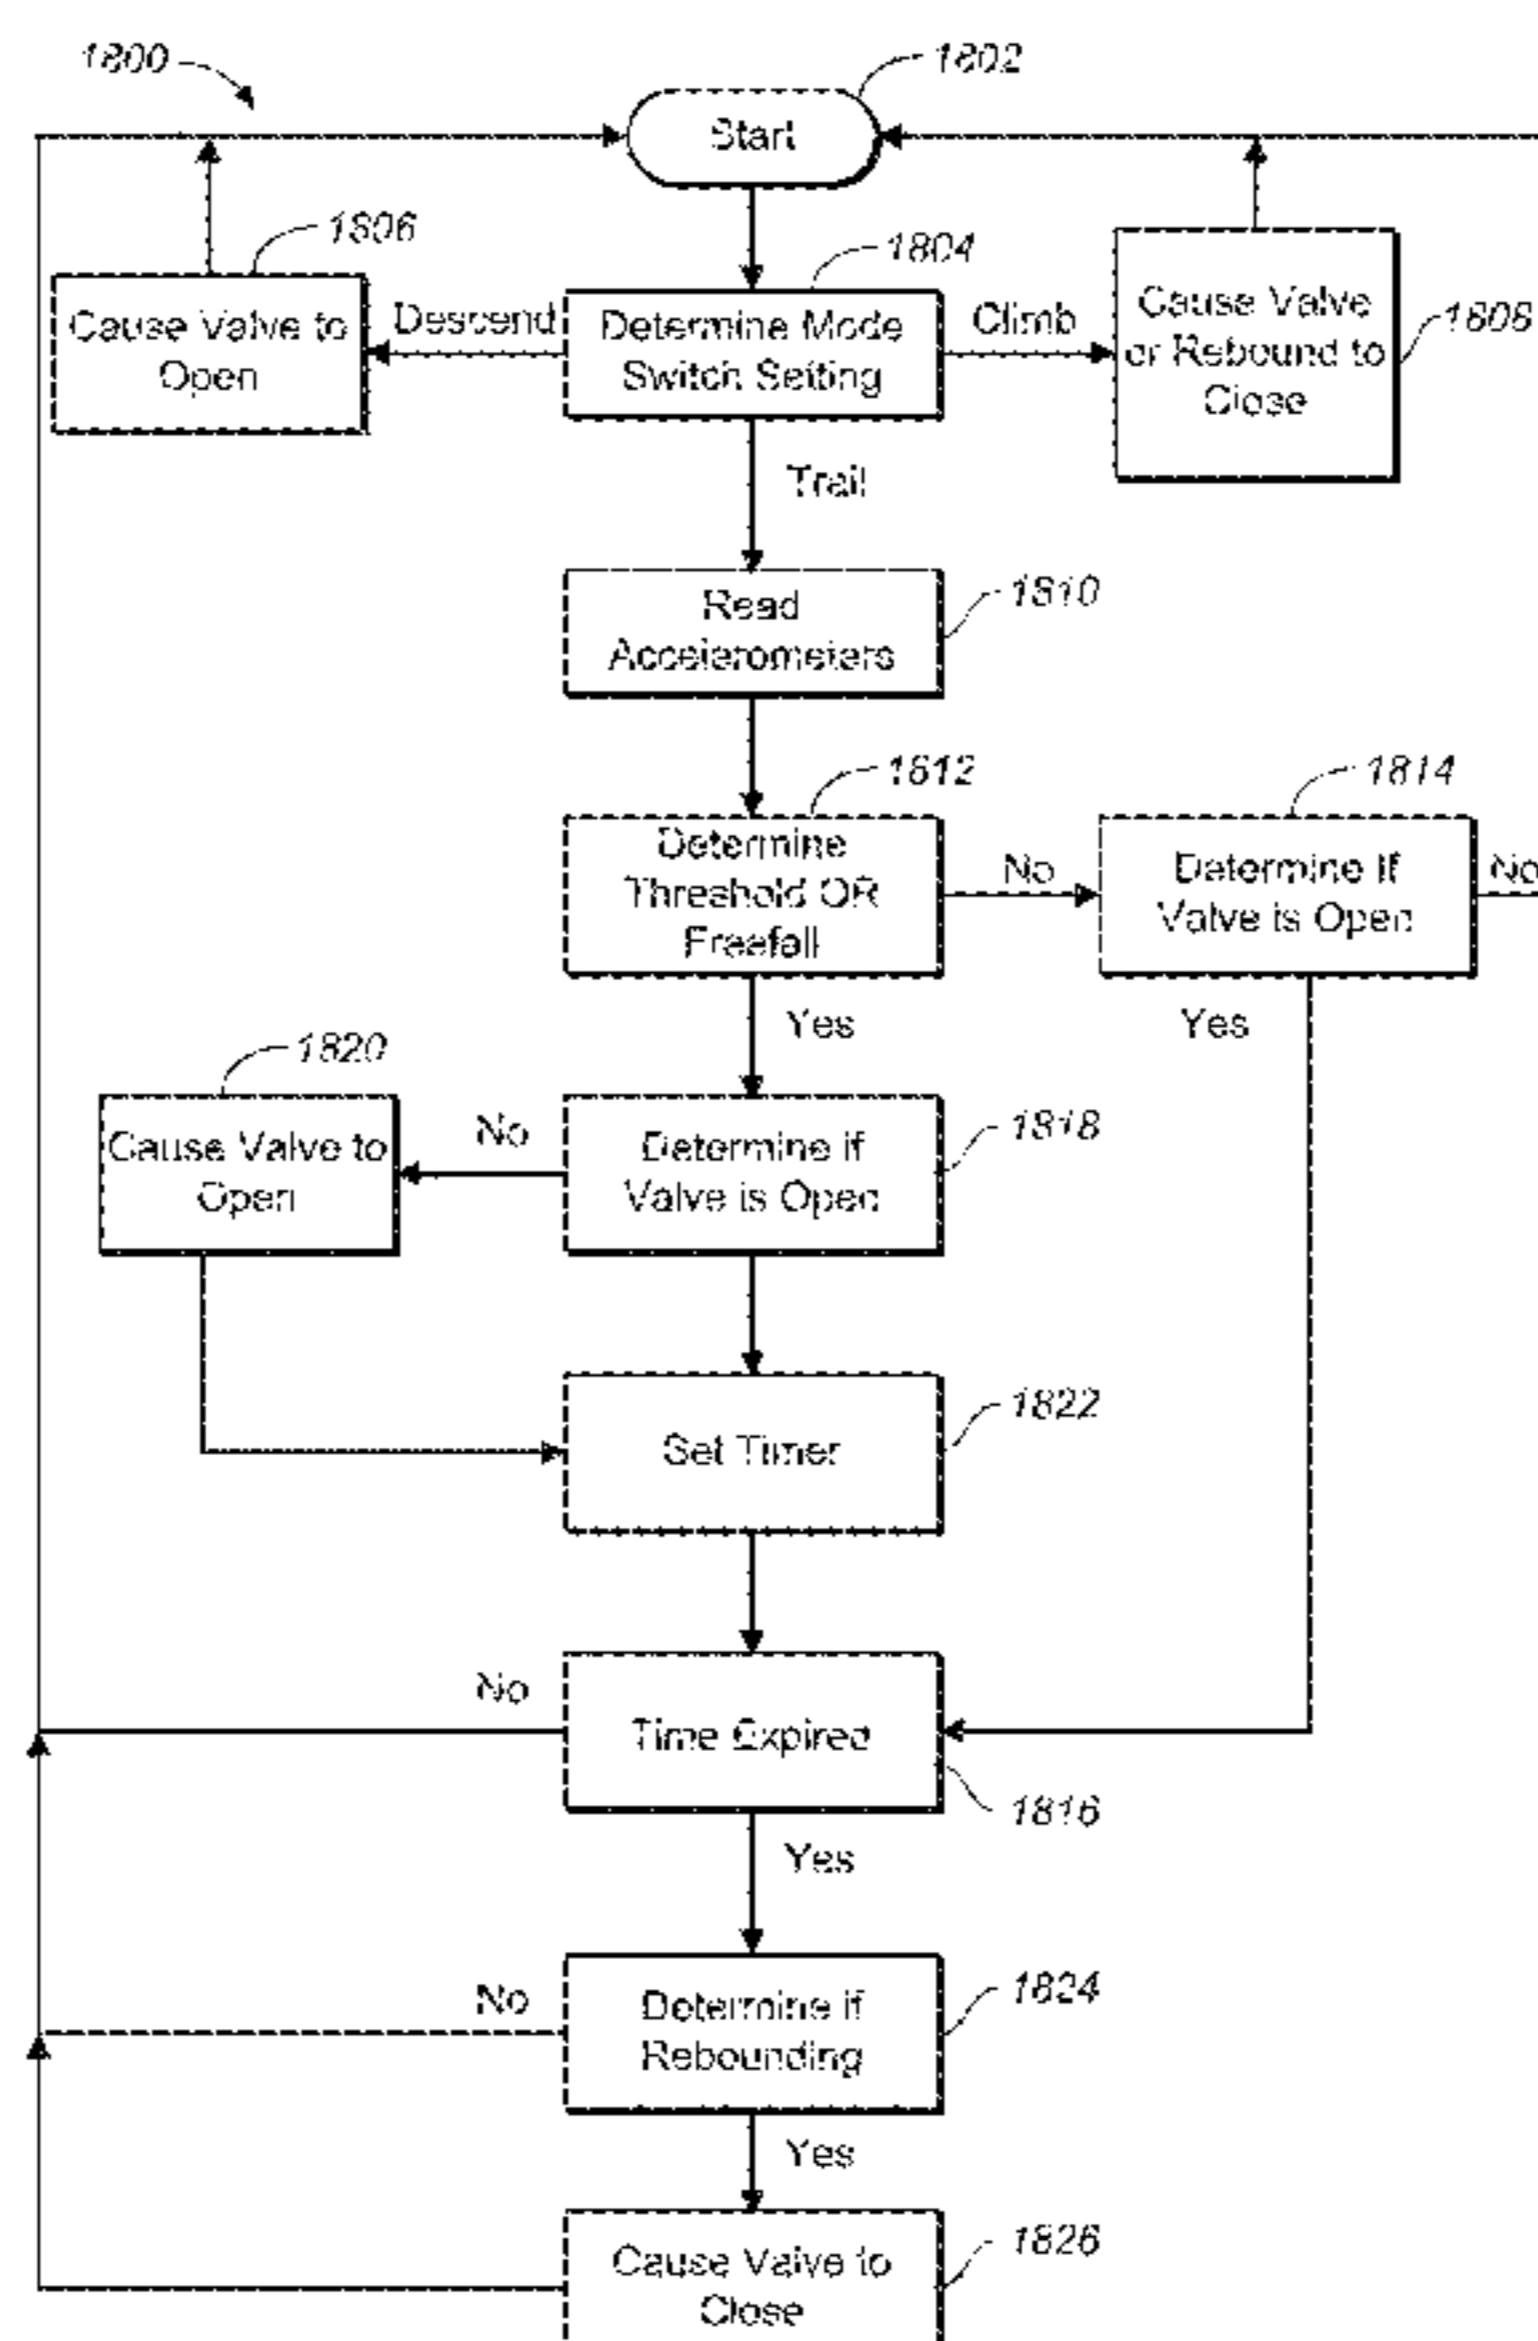 1800
1802
Start
1806
1804
Cause Valve to
Open
Descend
Determine Mode
Switch Setting
Climb
Cause Valve
or Rebound to
Close
1808
Trail
Read
Accelerometers
1810
1812
1814
Determine
Threshold OR
Freefall
No
Determine If
Valve is Open
No
Yes
Yes
1820
Cause Valve to
Open
No
Determine if
Valve is Open
1818
Set Timer
1822
No
Time Expired
1816
Yes
No
Determine if
Rebounding
1824
Yes
Cause Valve to
Close
1826